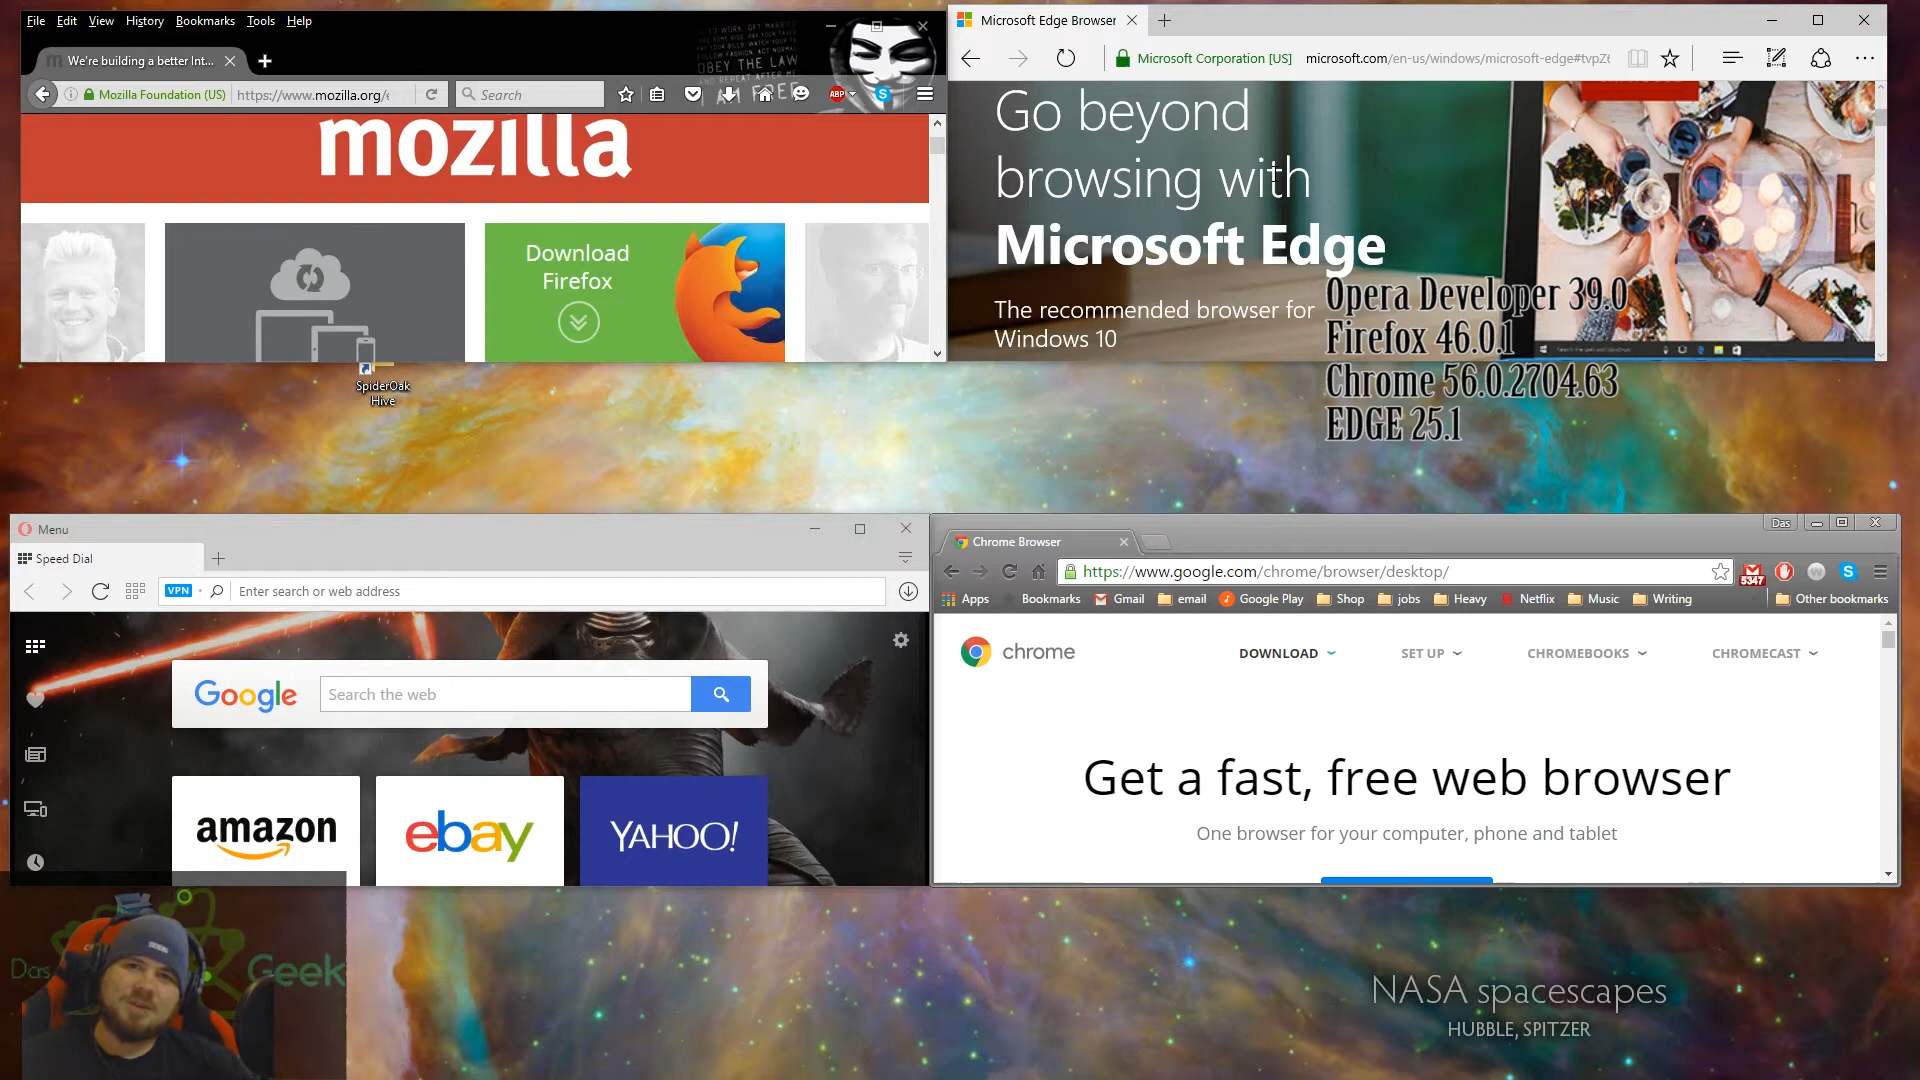 File Edit View History Bookmarks Tools Help
We're building a better Int...
Mozilla Foundation (US) https://www.mozilla.org/
Search
ABP
OBEY THE LAW
I AM FREE
mozilla
Download
Firefox
SpiderOak
Hive
Microsoft Edge Browser
Microsoft Corporation [US] microsoft.com/en-us/windows/microsoft-edge#tvpZ6
Go beyond
browsing with
Microsoft Edge
The recommended browser for
Windows 10
Opera Developer 39.0
Firefox 46.0.1
Chrome 56.0.2704.63
EDGE 25.1
Menu
Speed Dial
VPN Enter search or web address
Google Search the web
amazon ebay YAHOO!
Das
Chrome Browser
https://www.google.com/chrome/browser/desktop/
5347
Apps Bookmarks Gmail email Google Play Shop jobs Heavy Netflix Music Writing Other bookmarks
chrome DOWNLOAD SET UP CHROMEBOOKS CHROMECAST
Get a fast, free web browser
One browser for your computer, phone and tablet
Das Geek
NASA spacescapes
HUBBLE, SPITZER